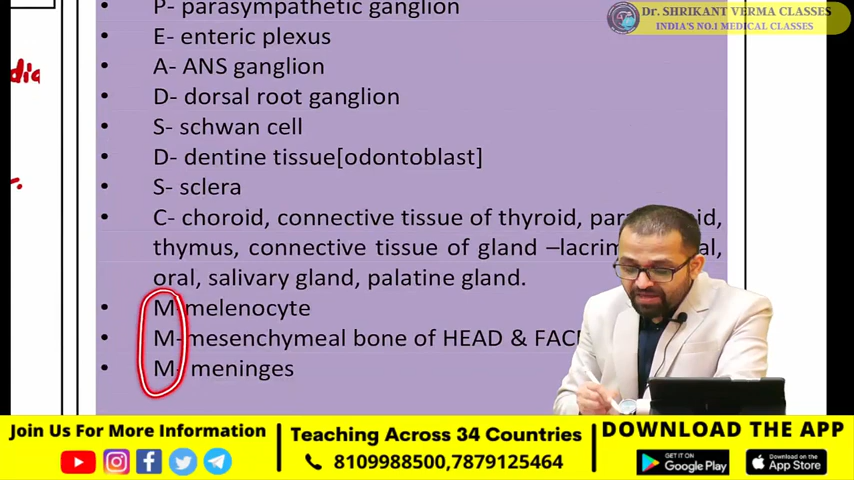 P- parasympathetic ganglion
Dr. SHRIKANT VERMA CLASSES
INDIA'S NO.1 MEDICAL CLASSES
• E- enteric plexus
• A- ANS ganglion
• D- dorsal root ganglion
• S- schwan cell
• D- dentine tissue[odontoblast]
• S- sclera
• C- choroid, connective tissue of thyroid,
thymus, connective tissue of gland
oral, salivary gland, palatine gland.
• M-melenocyte
• M-mesenchymeal bone of HEAD &
• M- meninges
Join Us For More Information
Teaching Across 34 Countries
8109988500,7879125464
DOWNLOAD THE APP
GET IT ON
Google Play
Download on the
App Store